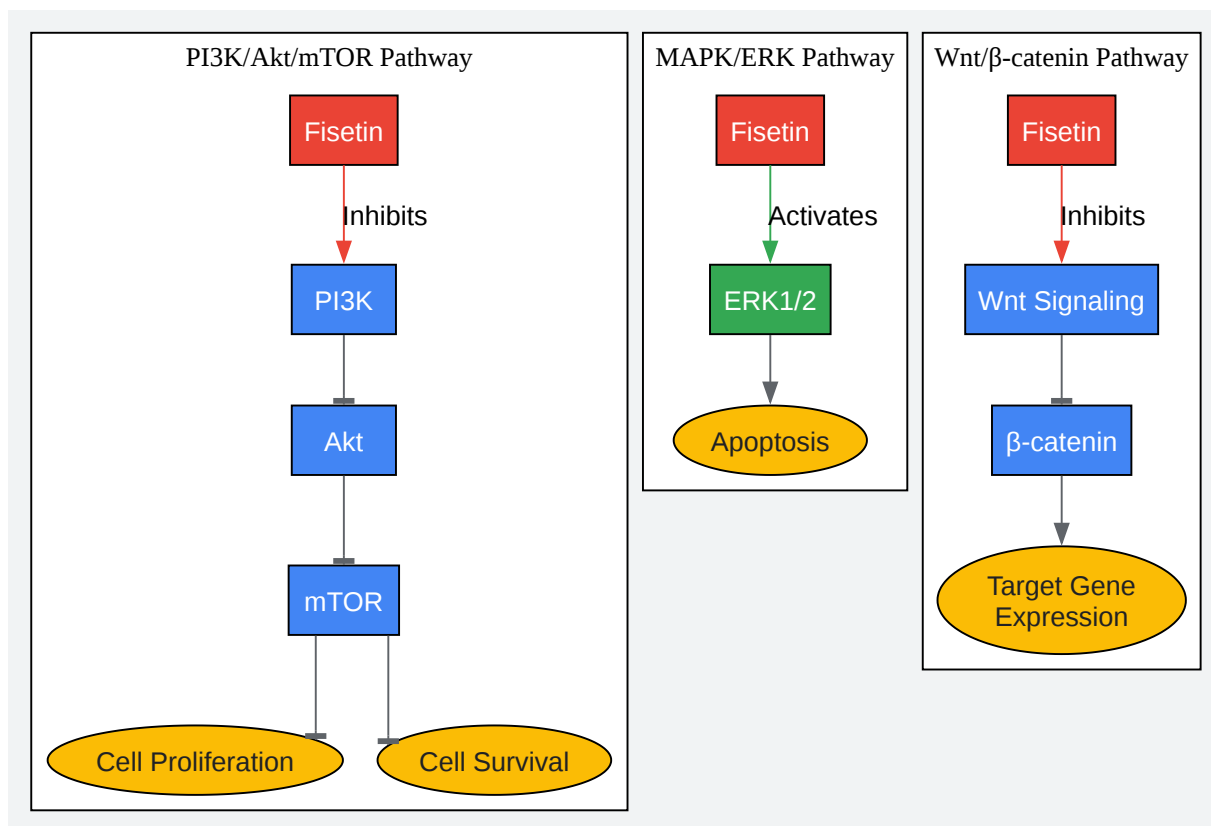 PI3K/Akt/mTOR Pathway
Fisetin
Inhibits
PI3K
Akt
mTOR
Cell Proliferation
Cell Survival
MAPK/ERK Pathway
Fisetin
Activates
ERK1/2
Apoptosis
Wnt/β-catenin Pathway
Fisetin
Inhibits
Wnt Signaling
β-catenin
Target Gene
Expression